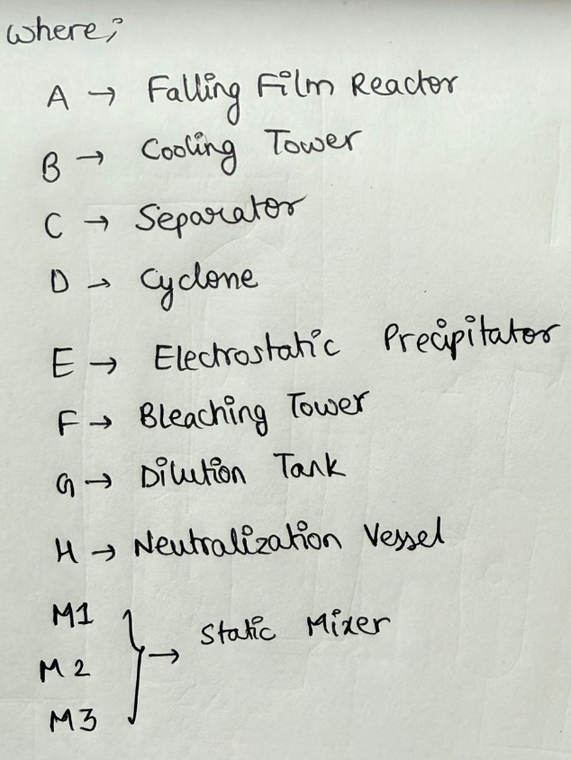 where;
A → Falling Film Reactor
B → Cooling Tower
C → Separator
D → Cyclone
E → Electrostatic Precipitator
F → Bleaching Tower
G → Dilution Tank
H → Neutralization Vessel
M1
M2 } → Static Mixer
M3